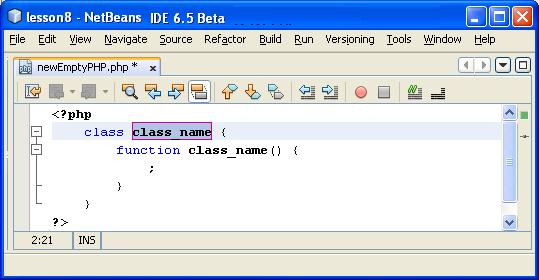 lesson8 - NetBeans IDE 6.5 Beta
File Edit View Navigate Source Refactor Build Run Versioning Tools Window Help
newEmptyPHP.php *
<?php
class class_name {
function class_name() {
;
}
}
?>
2:21 INS